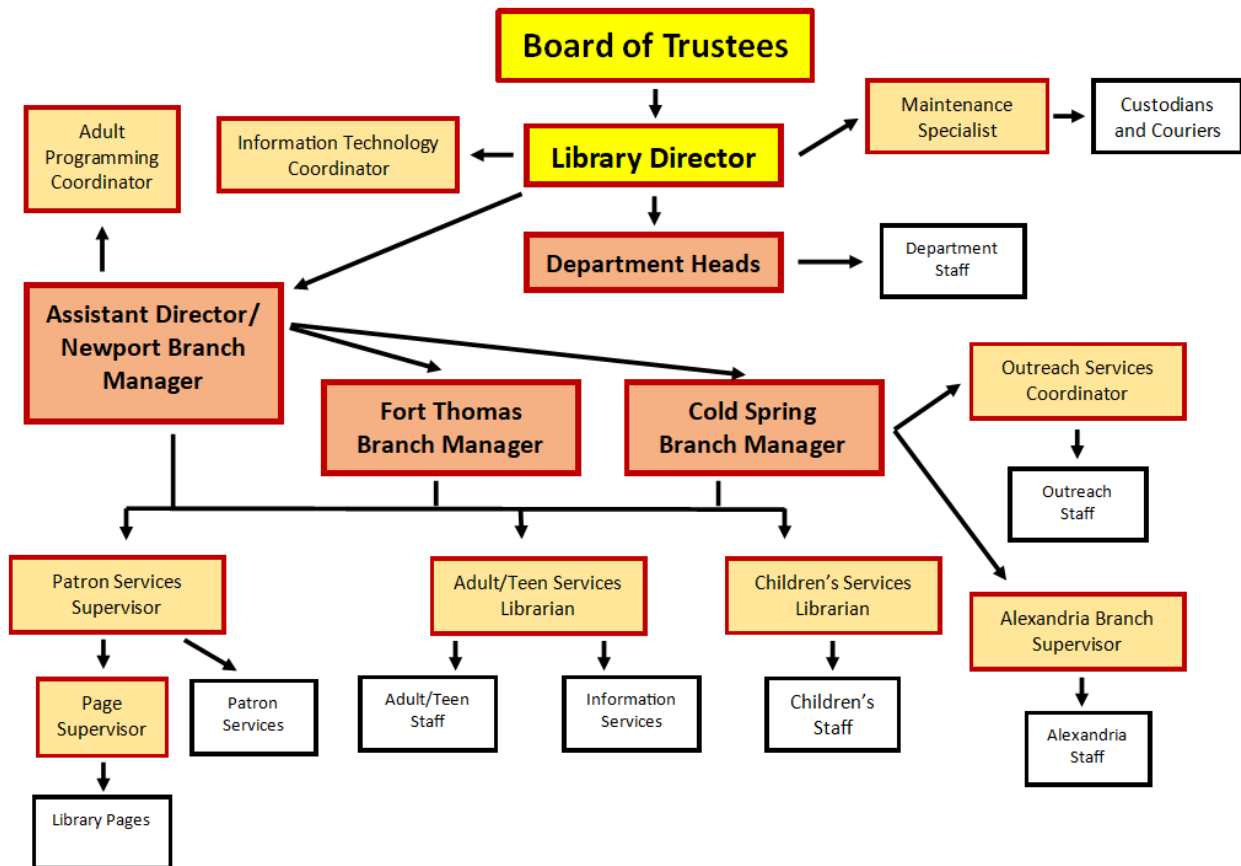 Board of Trustees
Adult
Programming
Coordinator
Information Technology
Coordinator
Library Director
Maintenance
Specialist
Custodians
and Couriers
Department Heads
Department
Staff
Assistant Director/
Newport Branch
Manager
Fort Thomas
Branch Manager
Cold Spring
Branch Manager
Outreach Services
Coordinator
Outreach
Staff
Patron Services
Supervisor
Adult/Teen Services
Librarian
Children’s Services
Librarian
Alexandria Branch
Supervisor
Page
Supervisor
Patron
Services
Adult/Teen
Staff
Information
Services
Children’s
Staff
Alexandria
Staff
Library Pages